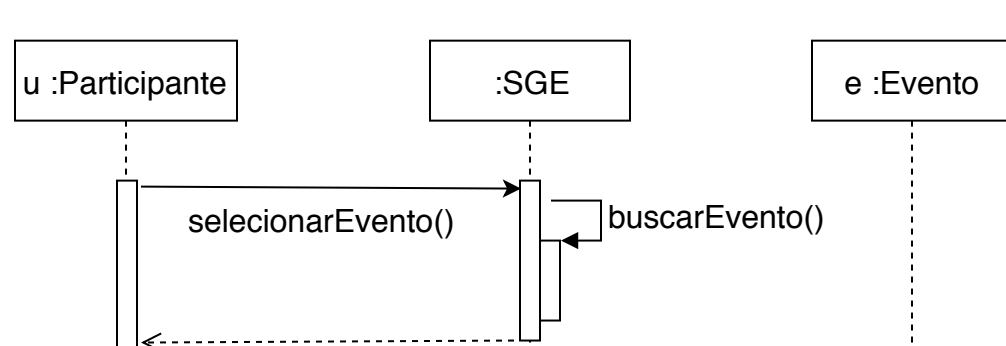 u :Participante
:SGE
e :Evento
selecionarEvento()
buscarEvento()